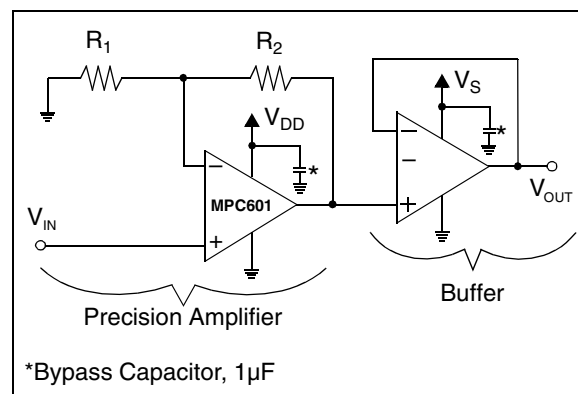 R1
R2
VDD
*
VS
*
−
−
−
MPC601
+
+
VIN
VOUT
Precision Amplifier
Buffer
*Bypass Capacitor, 1µF